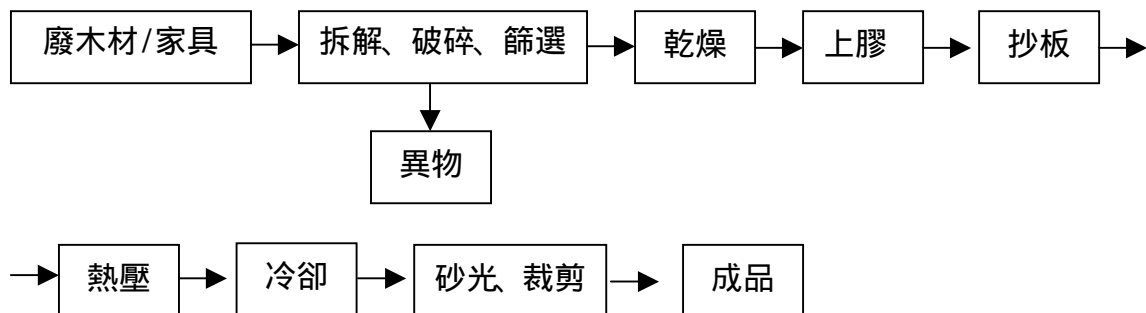 廢木材/家具 拆解、破碎、篩選 乾燥 上膠 抄板
異物
熱壓 冷卻 砂光、裁剪 成品